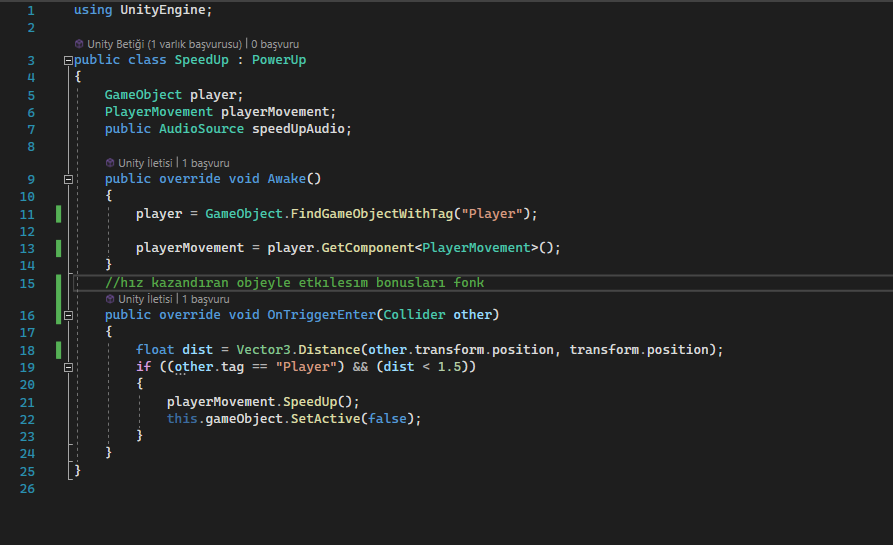 1 using UnityEngine;
2
Unity Betiği (1 varlık başvurusu) | 0 başvuru
3 public class SpeedUp : PowerUp
4 {
5 GameObject player;
6 PlayerMovement playerMovement;
7 public AudioSource speedUpAudio;
8
Unity İletisi | 1 başvuru
9 public override void Awake()
10 {
11 player = GameObject.FindGameObjectWithTag("Player");
12
13 playerMovement = player.GetComponent<PlayerMovement>();
14 }
15 //hız kazandıran objeyle etkılesım bonusları fonk
Unity İletisi | 1 başvuru
16 public override void OnTriggerEnter(Collider other)
17 {
18 float dist = Vector3.Distance(other.transform.position, transform.position);
19 if ((other.tag == "Player") && (dist < 1.5))
20 {
21 playerMovement.SpeedUp();
22 this.gameObject.SetActive(false);
23 }
24 }
25 }
26